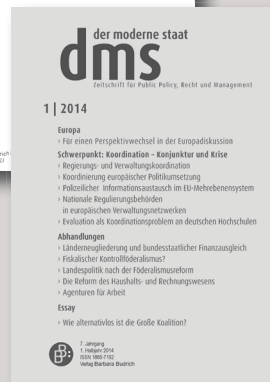 der moderne staat
dms
Zeitschrift für Public Policy, Recht und Management
1 | 2014
Europa
› Für einen Perspektivwechsel in der Europadiskussion
Schwerpunkt: Koordination – Konjunktur und Krise
› Regierungs- und Verwaltungskoordination
› Koordinierung europäischer Politikumsetzung
› Polizeilicher Informationsaustausch im EU-Mehrebenensystem
› Nationale Regulierungsbehörden
in europäischen Verwaltungsnetzwerken
› Evaluation als Koordinationsproblem an deutschen Hochschulen
Abhandlungen
› Länderneugliederung und bundesstaatlicher Finanzausgleich
› Fiskalischer Kontrollföderalismus?
› Landespolitik nach der Föderalismusreform
› Die Reform des Haushalts- und Rechnungswesens
› Agenturen für Arbeit
Essay
› Wie alternativlos ist die Große Koalition?
B
7. Jahrgang
1. Halbjahr 2014
ISSN 1865-7192
Verlag Barbara Budrich